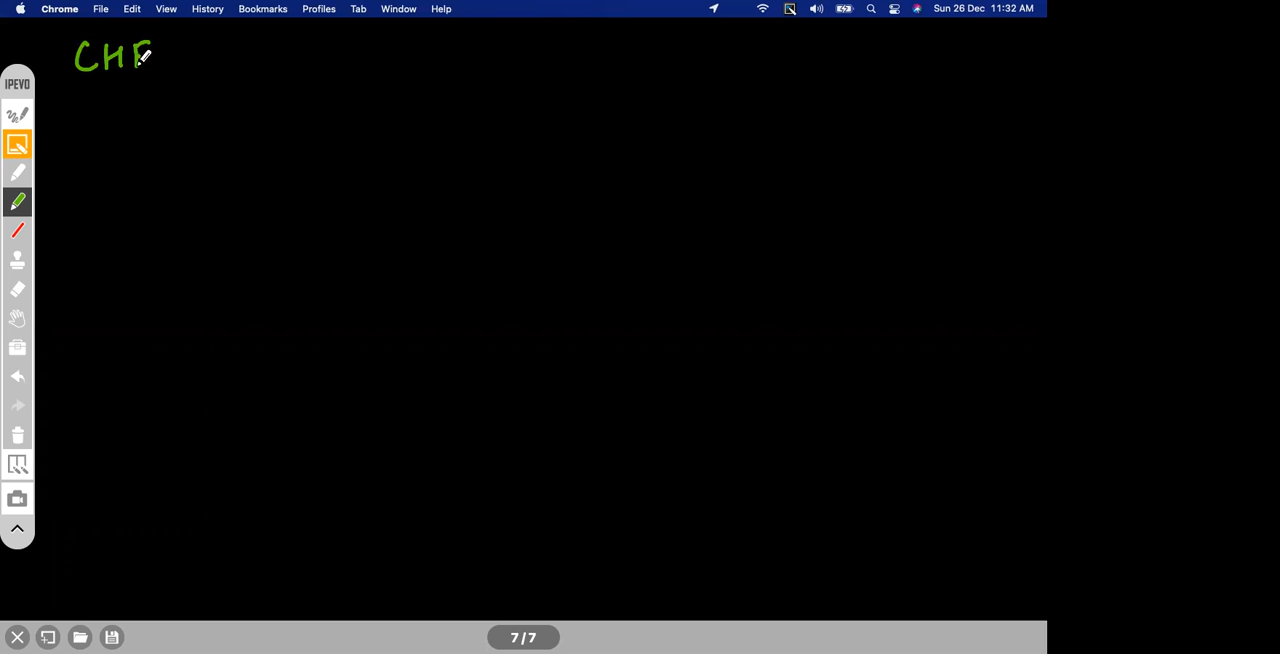 Chrome File Edit View History Bookmarks Profiles Tab Window Help Sun 26 Dec 11:32 AM
CH
IPEVO
7/7